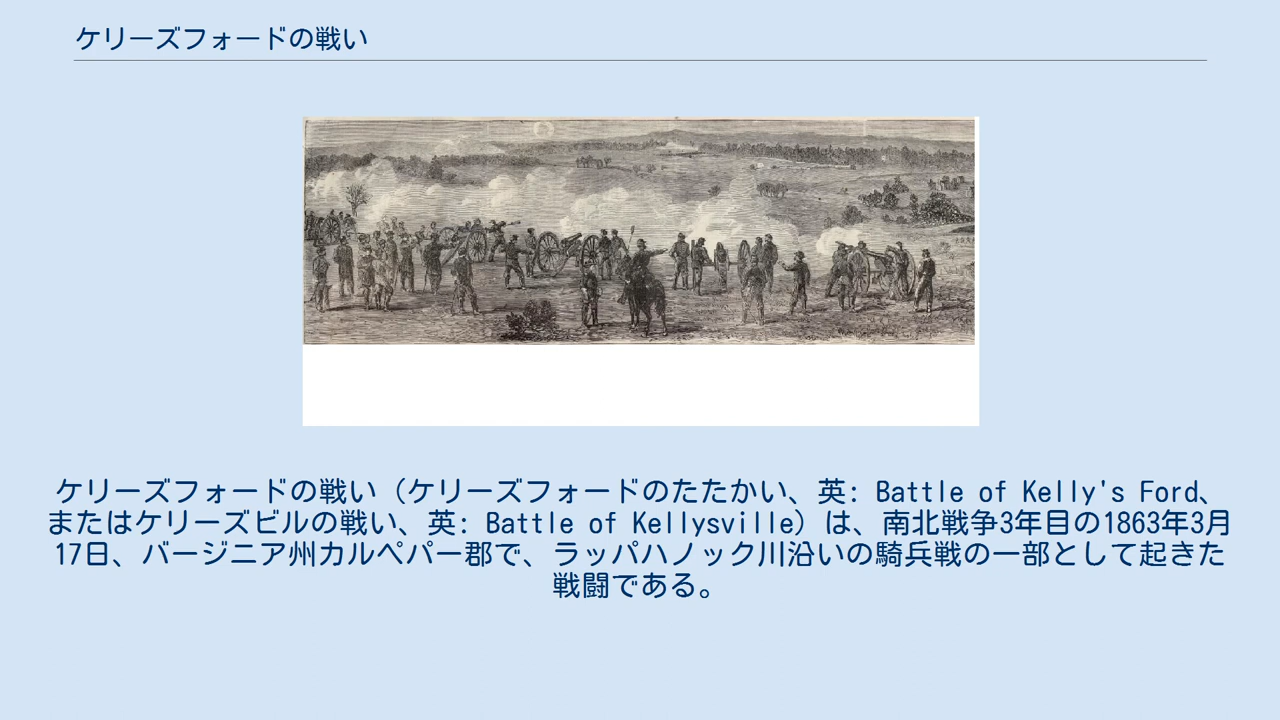 ケリーズフォードの戦い
ケリーズフォードの戦い（ケリーズフォードのたたかい、英: Battle of Kelly's Ford、
またはケリーズビルの戦い、英: Battle of Kellysville）は、南北戦争3年目の1863年3月
17日、バージニア州カルペパー郡で、ラッパハノック川沿いの騎兵戦の一部として起きた
戦闘である。